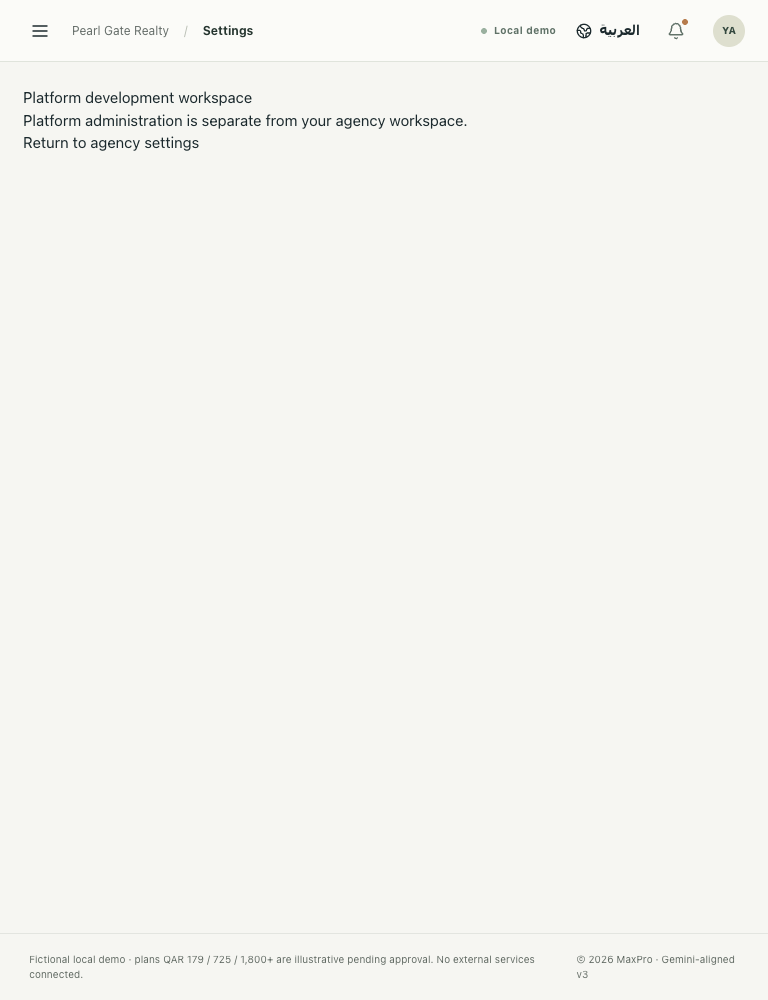 Pearl Gate Realty / Settings
Local demo
العربية
YA
Platform development workspace
Platform administration is separate from your agency workspace.
Return to agency settings
Fictional local demo · plans QAR 179 / 725 / 1,800+ are illustrative pending approval. No external services
connected.
© 2026 MaxPro · Gemini-aligned
v3